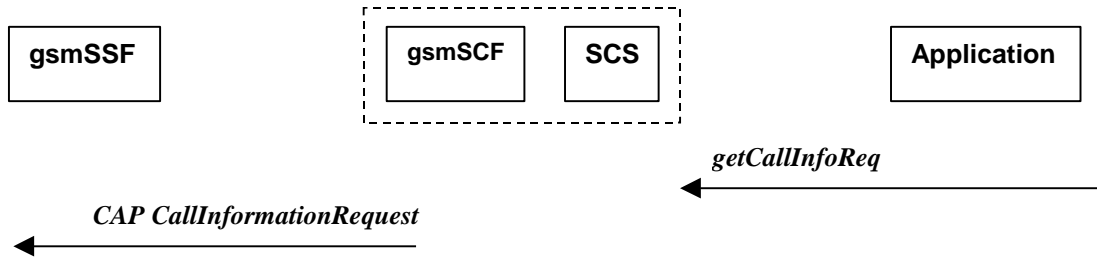 gsmSSF
gsmSCF
SCS
Application
getCallInfoReq
CAP CallInformationRequest